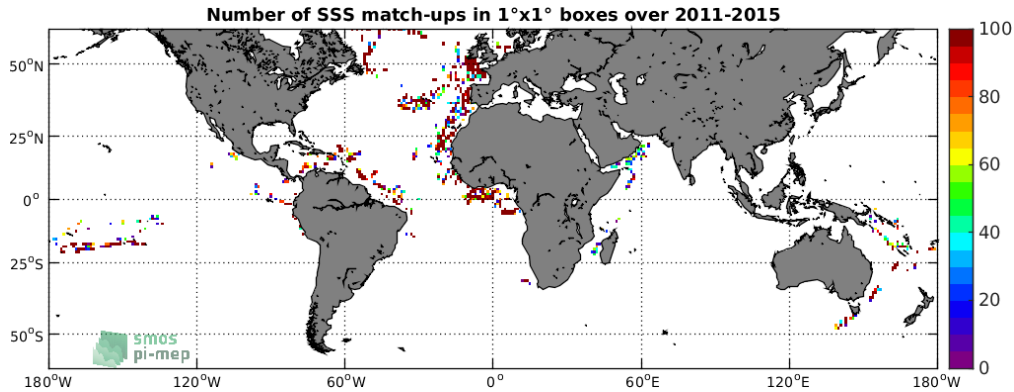 Number of SSS match-ups in 1°x1° boxes over 2011-2015
50°N
25°N
0°
25°S
50°S
180°W
120°W
60°W
0°
60°E
120°E
180°W
100
80
60
40
20
0
smos
pi-mep